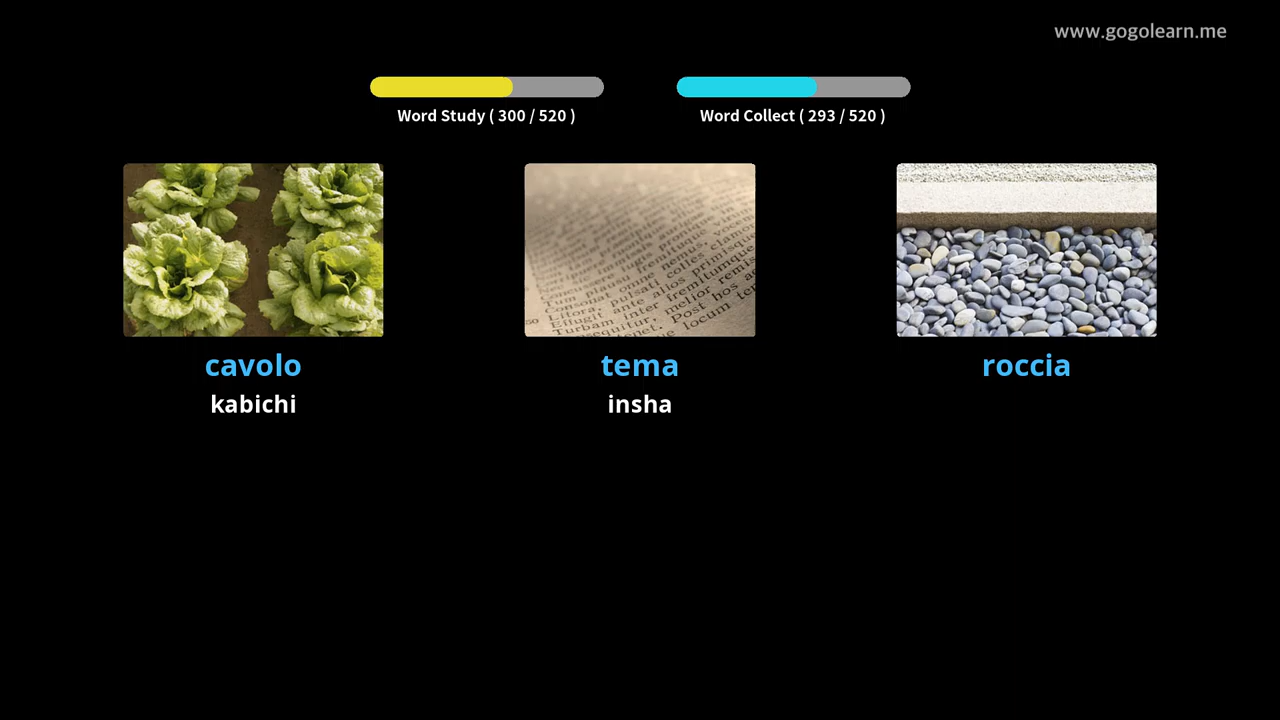 www.gogolearn.me
Word Study ( 300 / 520 )
Word Collect ( 293 / 520 )
cavolo
kabichi
tema
insha
roccia